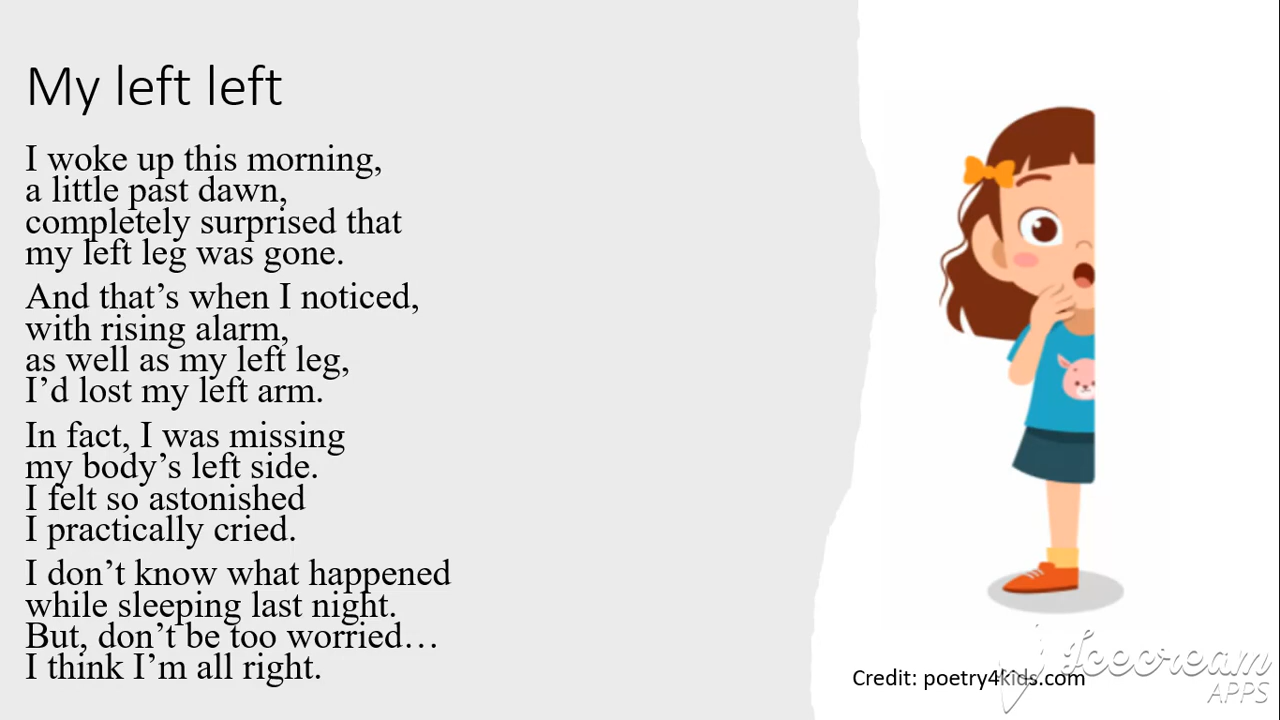 My left left
I woke up this morning,
a little past dawn,
completely surprised that
my left leg was gone.
And that’s when I noticed,
with rising alarm,
as well as my left leg,
I’d lost my left arm.
In fact, I was missing
my body’s left side.
I felt so astonished
I practically cried.
I don’t know what happened
while sleeping last night.
But, don’t be too worried…
I think I’m all right.
Credit: poetry4kids.com
Icecream
APPS